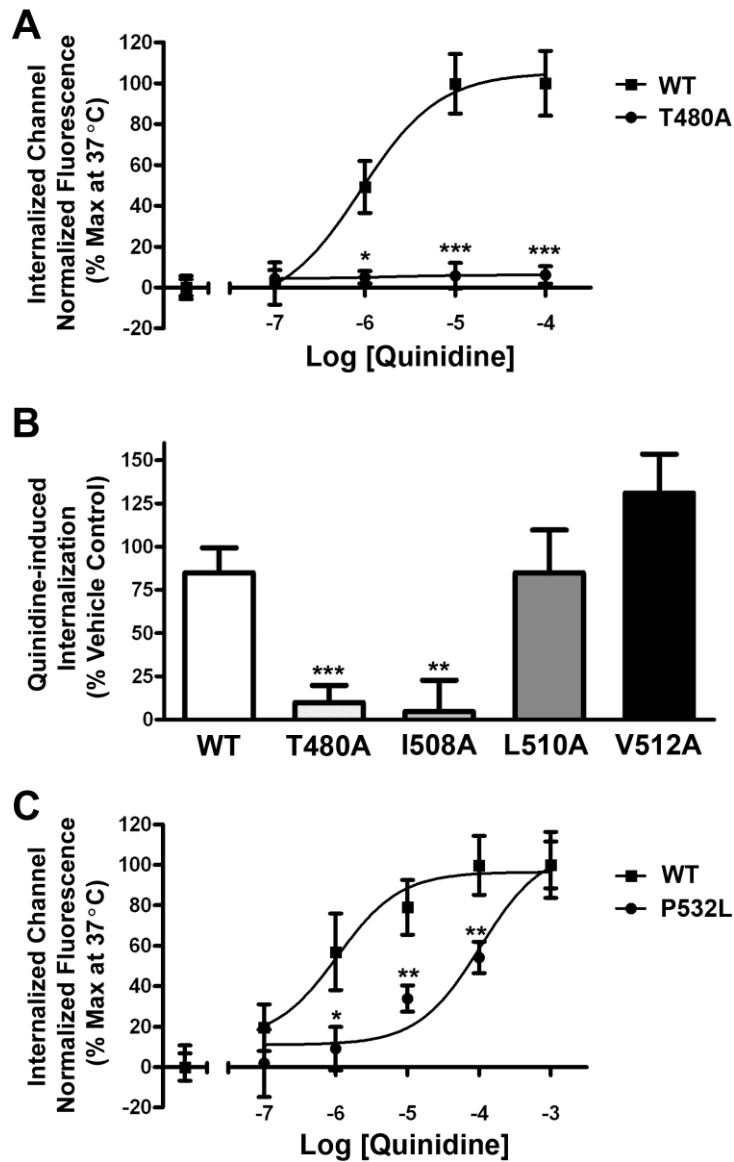 A
Internalized Channel
Normalized Fluorescence
(% Max at 37 °C)
120
100
80
60
40
20
0
-20
*
***
***
-7
-6
-5
-4
Log [Quinidine]
WT
T480A
B
Quinidine-induced
Internalization
(% Vehicle Control)
150
125
100
75
50
25
0
***
**
WT
T480A
I508A
L510A
V512A
C
Internalized Channel
Normalized Fluorescence
(% Max at 37 °C)
120
100
80
60
40
20
0
-20
*
**
**
-7
-6
-5
-4
-3
Log [Quinidine]
WT
P532L